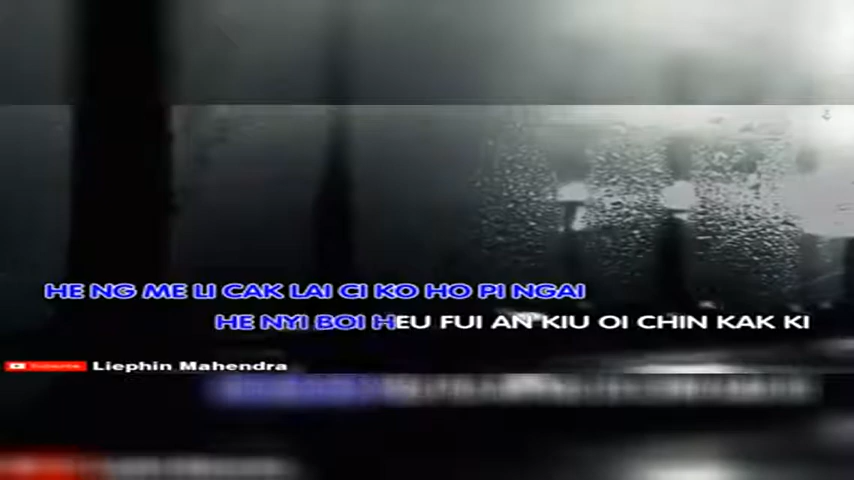 HE NG ME LI CAK LAI CI KO HO PI NGAI
HE NYI BOI HEU FUI AN KIU OI CHIN KAK KI
Subscribe Liephin Mahendra